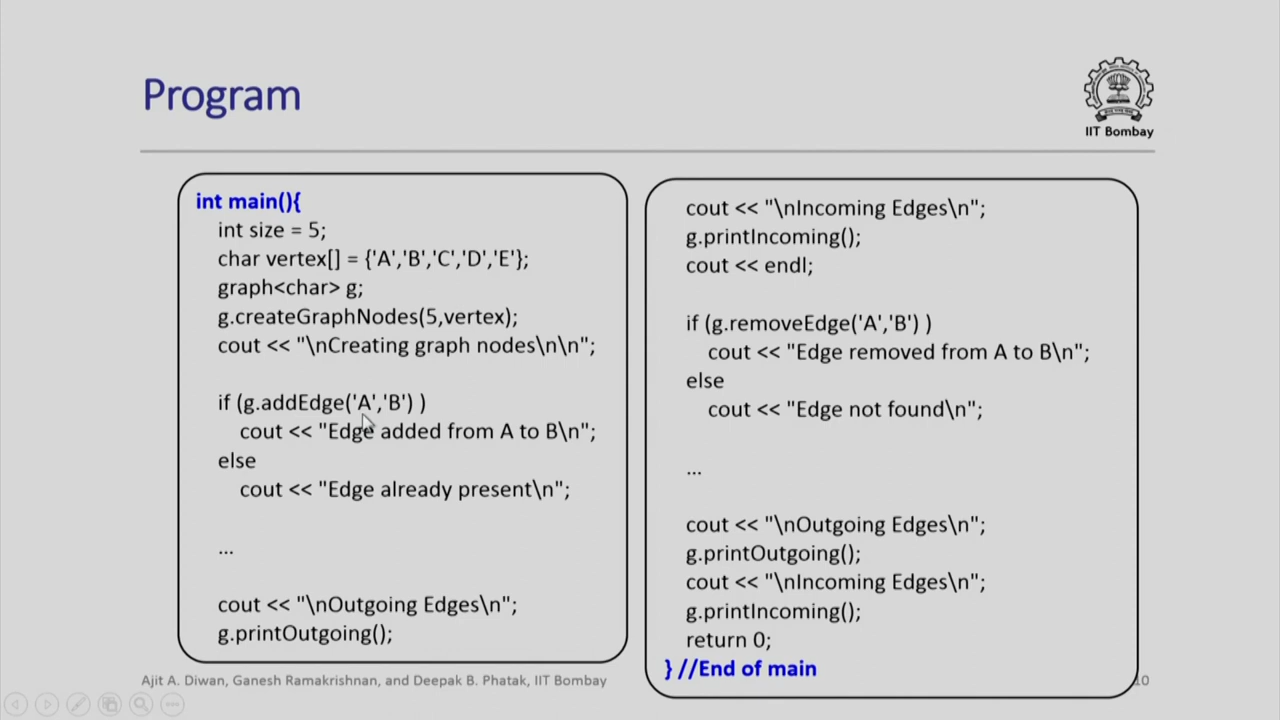 Program
IIT Bombay
int main(){
int size = 5;
char vertex[] = {'A','B','C','D','E'};
graph<char> g;
g.createGraphNodes(5,vertex);
cout << "\nCreating graph nodes\n\n";
if (g.addEdge('A','B') )
cout << "Edge added from A to B\n";
else
cout << "Edge already present\n";
...
cout << "\nOutgoing Edges\n";
g.printOutgoing();
cout << "\nIncoming Edges\n";
g.printIncoming();
cout << endl;
if (g.removeEdge('A','B') )
cout << "Edge removed from A to B\n";
else
cout << "Edge not found\n";
...
cout << "\nOutgoing Edges\n";
g.printOutgoing();
cout << "\nIncoming Edges\n";
g.printIncoming();
return 0;
} //End of main
Ajit A. Diwan, Ganesh Ramakrishnan, and Deepak B. Phatak, IIT Bombay